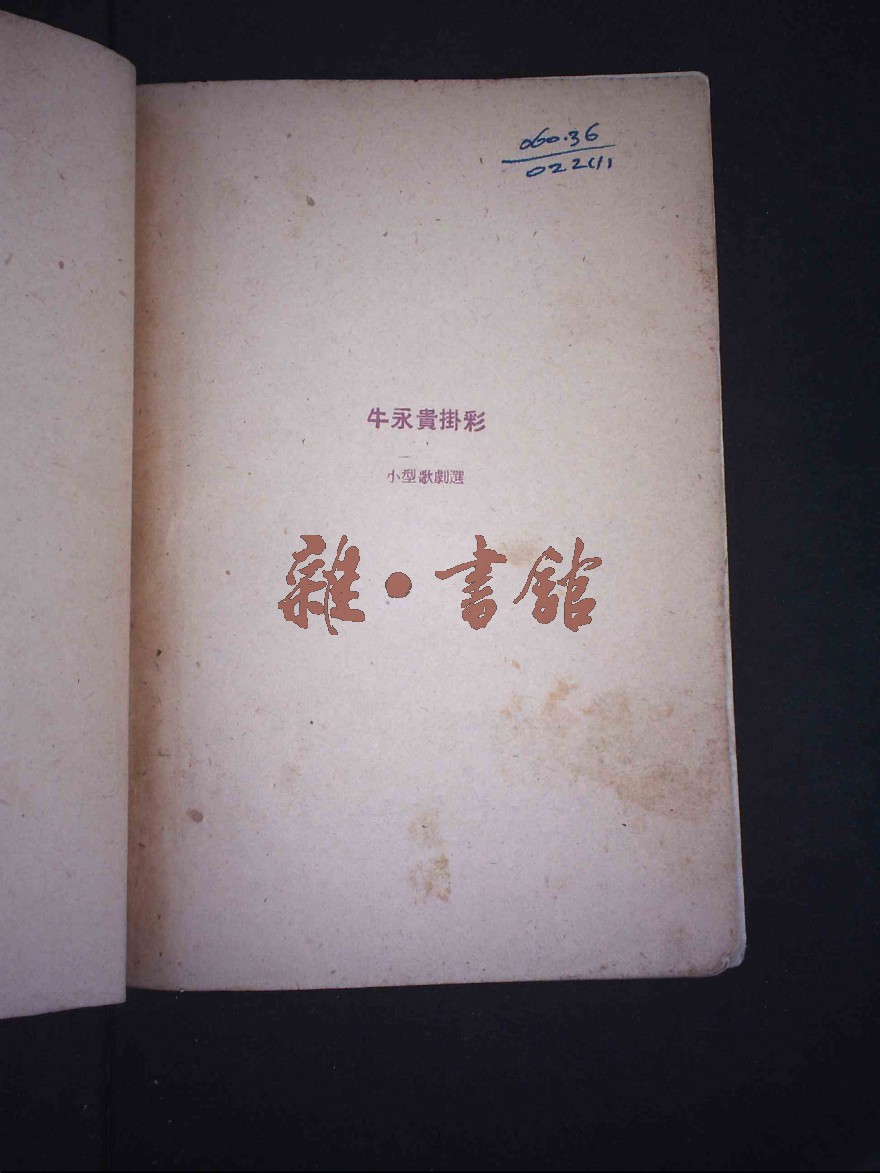 060.36
022(1)
牛永貴掛彩
小型歌劇選
雜·書館